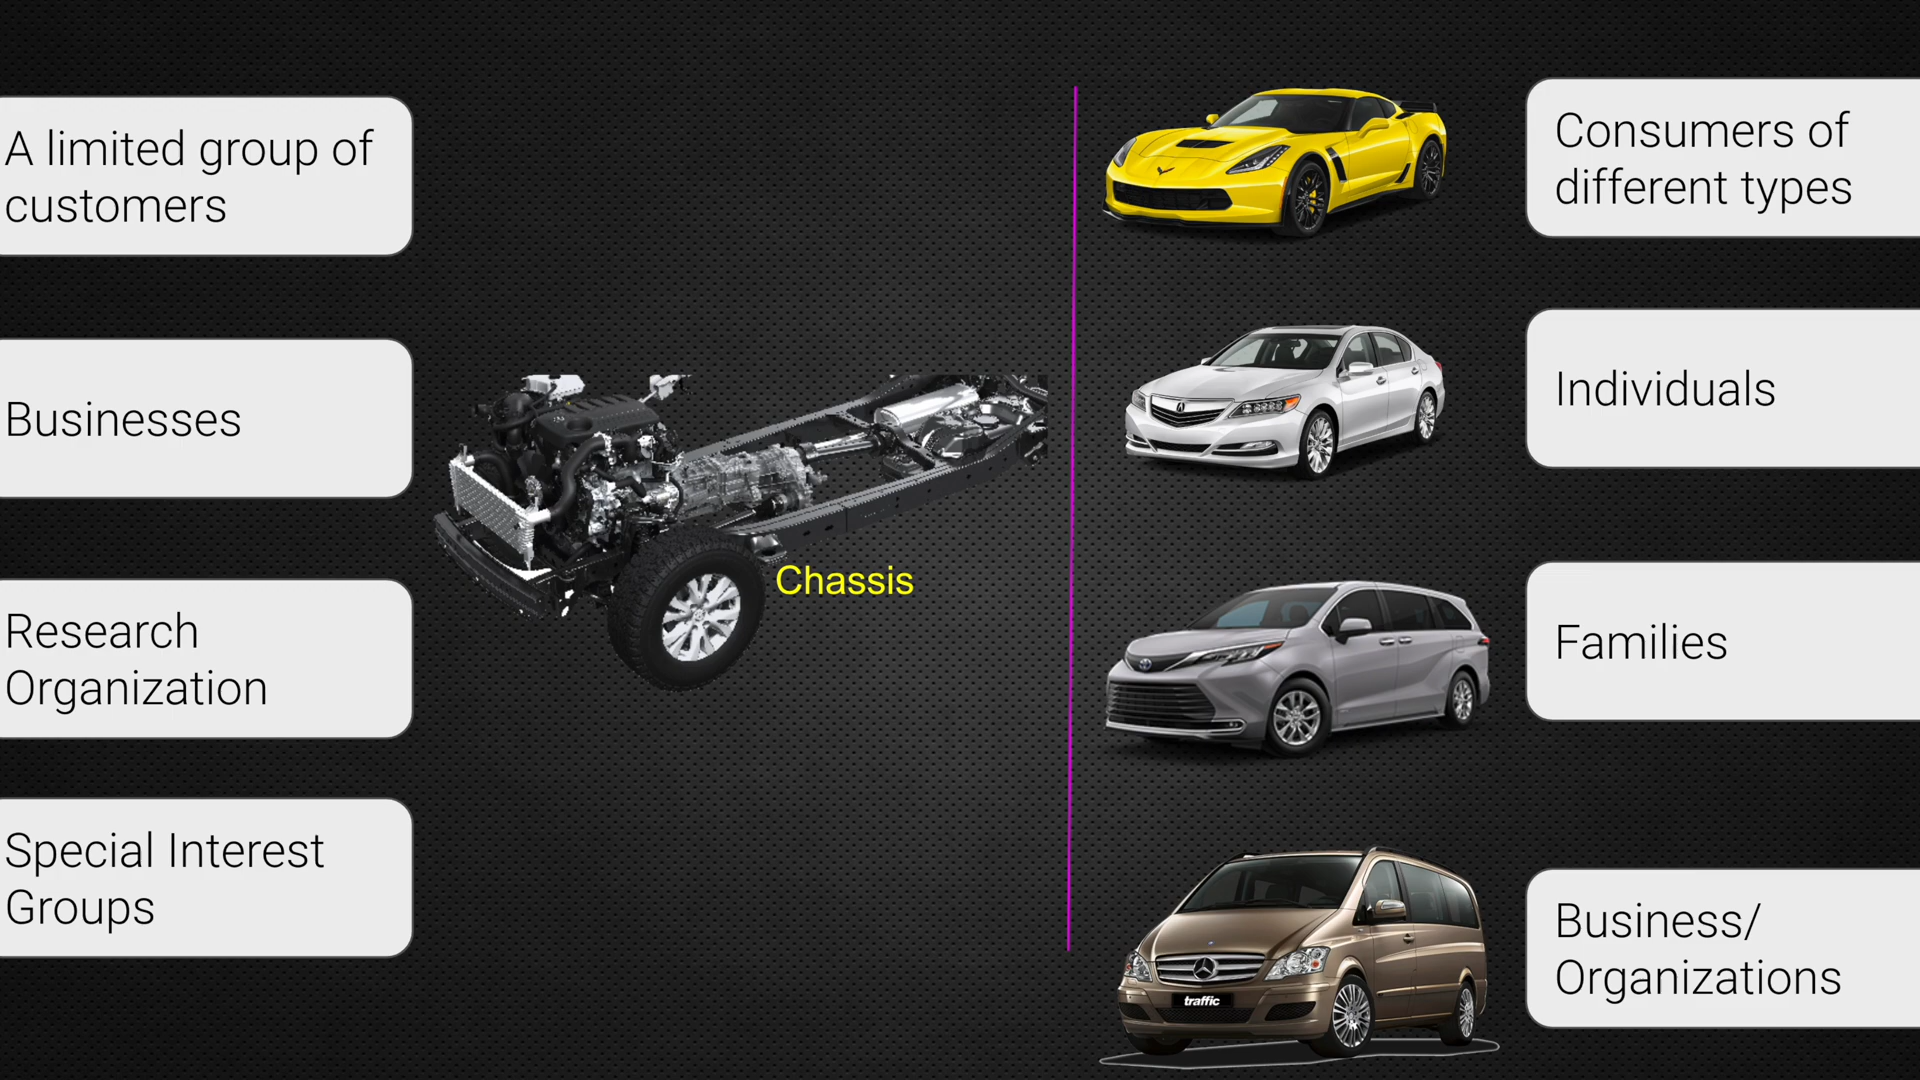 A limited group of
customers
Businesses
Research
Organization
Special Interest
Groups
Chassis
traffic
Consumers of
different types
Individuals
Families
Business/
Organizations